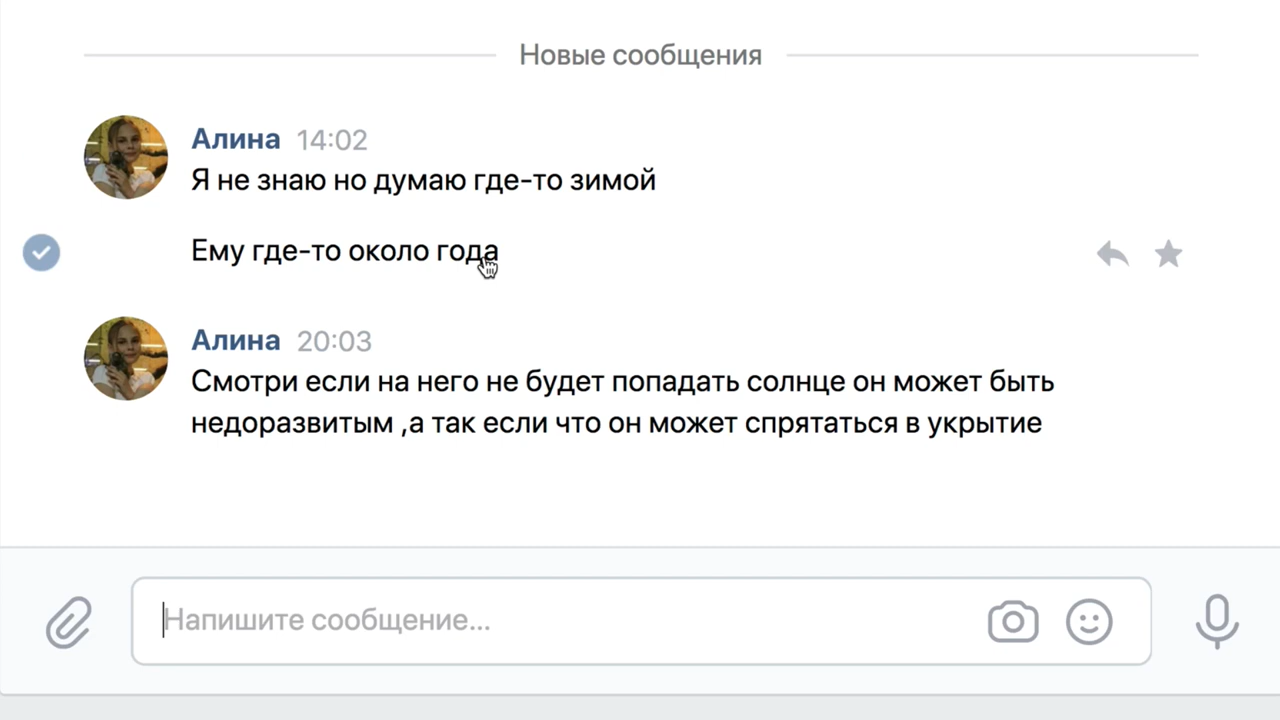 Новые сообщения
Алина 14:02
Я не знаю но думаю где-то зимой
Ему где-то около года
Алина 20:03
Смотри если на него не будет попадать солнце он может быть
недоразвитым ,а так если что он может спрятаться в укрытие
Напишите сообщение...